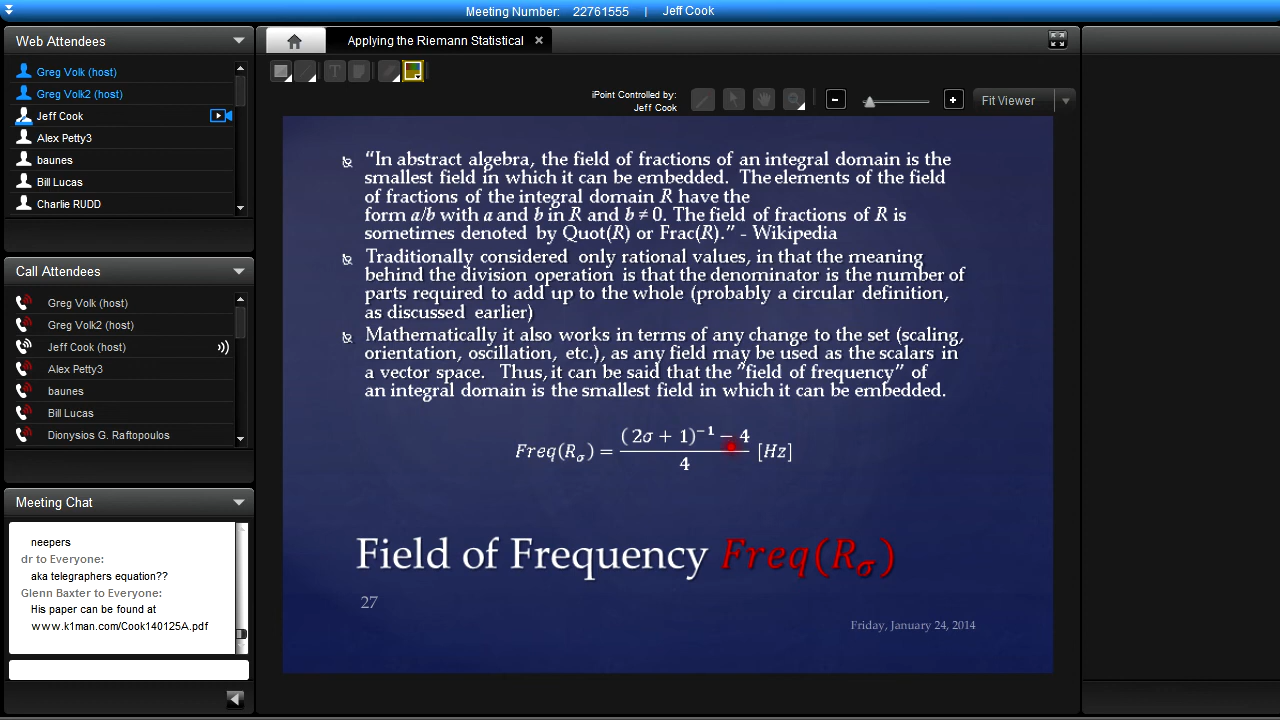 Meeting Number: 22761555 | Jeff Cook
Web Attendees
Greg Volk (host)
Greg Volk2 (host)
Jeff Cook
Alex Petty3
baunes
Bill Lucas
Charlie RUDD
Call Attendees
Greg Volk (host)
Greg Volk2 (host)
Jeff Cook (host)
Alex Petty3
baunes
Bill Lucas
Dionysios G. Raftopoulos
Meeting Chat
neepers
dr to Everyone:
aka telegraphers equation??
Glenn Baxter to Everyone:
His paper can be found at
www.k1man.com/Cook140125A.pdf
Applying the Riemann Statistical
iPoint Controlled by:
Jeff Cook
Fit Viewer
“In abstract algebra, the field of fractions of an integral domain is the
smallest field in which it can be embedded. The elements of the field
of fractions of the integral domain R have the
form a/b with a and b in R and b ≠ 0. The field of fractions of R is
sometimes denoted by Quot(R) or Frac(R).” - Wikipedia
Traditionally considered only rational values, in that the meaning
behind the division operation is that the denominator is the number of
parts required to add up to the whole (probably a circular definition,
as discussed earlier)
Mathematically it also works in terms of any change to the set (scaling,
orientation, oscillation, etc.), as any field may be used as the scalars in
a vector space. Thus, it can be said that the “field of frequency” of
an integral domain is the smallest field in which it can be embedded.
(2σ + 1)⁻¹ − 4
Freq(Rσ) = [Hz]
4
Field of Frequency Freq(Rσ)
27
Friday, January 24, 2014